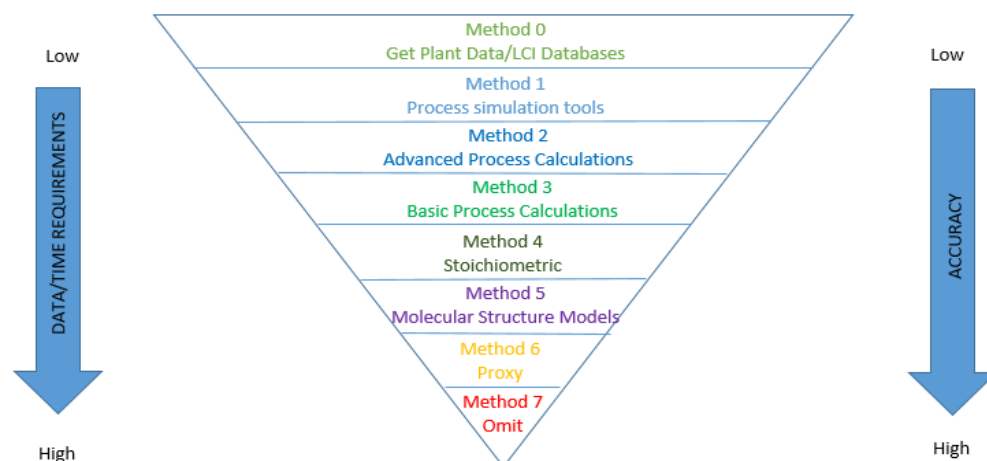 Method 0
Get Plant Data/LCI Databases
Low
Low
Method 1
Process simulation tools
Method 2
Advanced Process Calculations
Method 3
Basic Process Calculations
DATA/TIME REQUIREMENTS
ACCURACY
Method 4
Stoichiometric
Method 5
Molecular Structure Models
Method 6
Proxy
Method 7
Omit
High
High